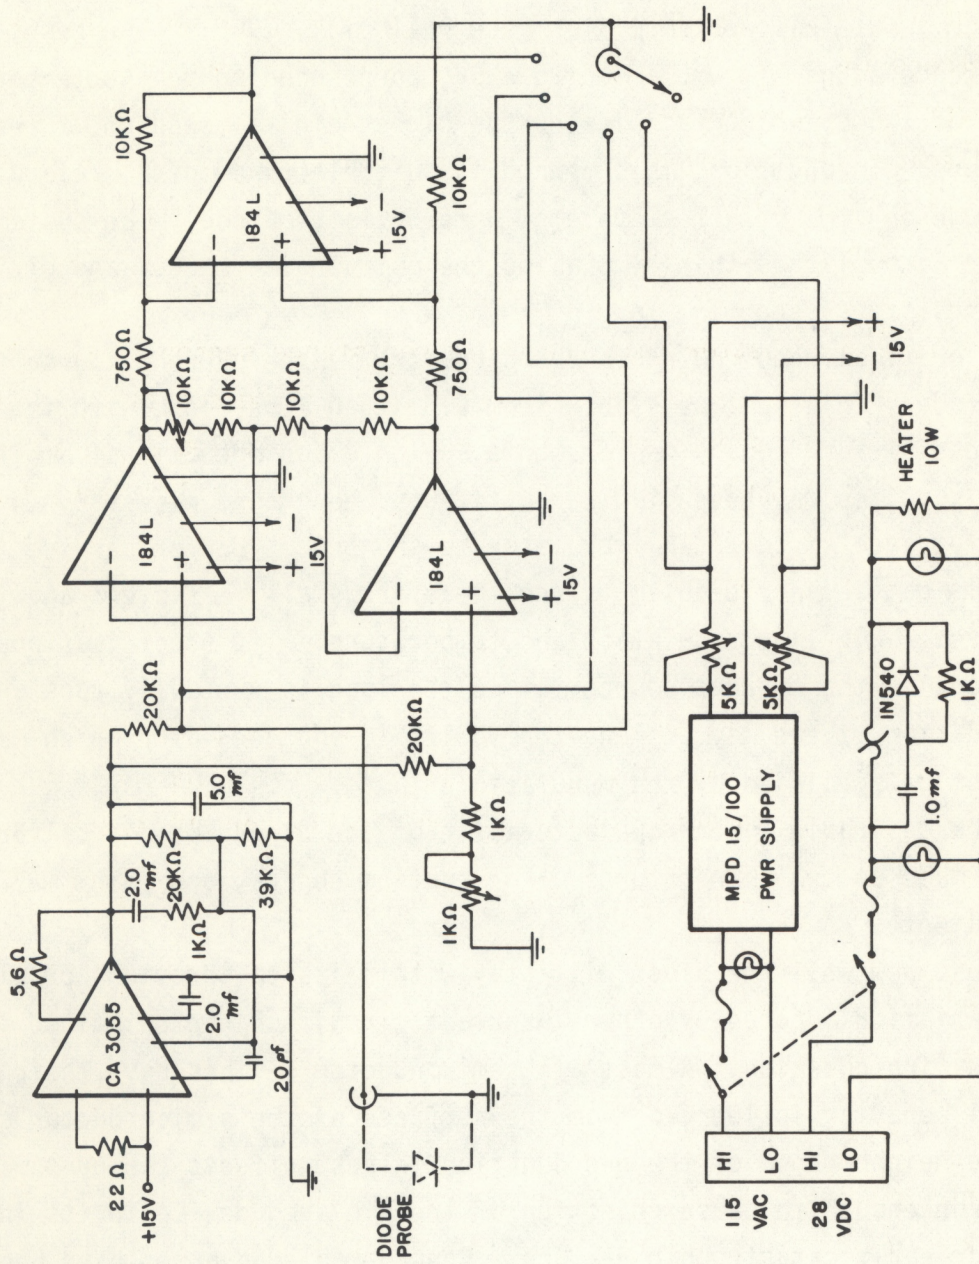 +15V
22Ω
CA 3055
5.6Ω
20pf
2.0 mf
2.0 mf
1KΩ
20KΩ
39KΩ
5.0 mf
20KΩ
184L
−
+
+ −
15V
10KΩ
10KΩ
10KΩ
10KΩ
750Ω
10KΩ
184L
−
+
+ −
15V
DIODE
PROBE
1KΩ
1KΩ
20KΩ
184L
−
+
+ −
15V
750Ω
10KΩ
115
VAC
28
VDC
HI
LO
HI
LO
MPD 15/100
PWR SUPPLY
5KΩ
5KΩ
− +
15V
1.0 mf
IN540
1KΩ
HEATER
10W